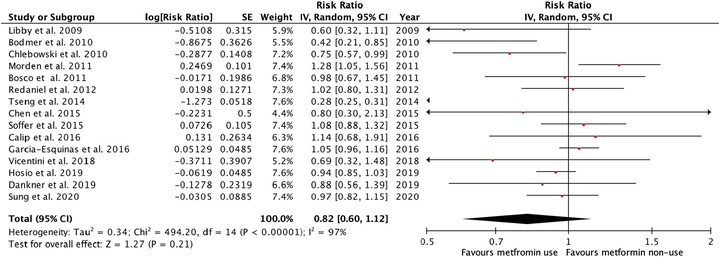 Risk Ratio Risk Ratio
Study or Subgroup log[Risk Ratio] SE Weight IV, Random, 95% CI Year IV, Random, 95% CI
Libby et al. 2009 -0.5108 0.315 5.9% 0.60 [0.32, 1.11] 2009
Bodmer et al. 2010 -0.8675 0.3626 5.4% 0.42 [0.21, 0.85] 2010
Chlebowski et al. 2010 -0.2877 0.1408 7.2% 0.75 [0.57, 0.99] 2010
Morden et al. 2011 0.2469 0.101 7.4% 1.28 [1.05, 1.56] 2011
Bosco et al. 2011 -0.0171 0.1986 6.9% 0.98 [0.67, 1.45] 2011
Redaniel et al. 2012 0.0198 0.1271 7.3% 1.02 [0.80, 1.31] 2012
Tseng et al. 2014 -1.273 0.0518 7.6% 0.28 [0.25, 0.31] 2014
Chen et al. 2015 -0.2231 0.5 4.4% 0.80 [0.30, 2.13] 2015
Soffer et al. 2015 0.0726 0.105 7.4% 1.08 [0.88, 1.32] 2015
Calip et al. 2016 0.131 0.2634 6.4% 1.14 [0.68, 1.91] 2016
Garcia-Esquinas et al. 2016 0.05129 0.0485 7.6% 1.05 [0.96, 1.16] 2016
Vicentini et al. 2018 -0.3711 0.3907 5.2% 0.69 [0.32, 1.48] 2018
Hosio et al. 2019 -0.0619 0.0485 7.6% 0.94 [0.85, 1.03] 2019
Dankner et al. 2019 -0.1278 0.2319 6.7% 0.88 [0.56, 1.39] 2019
Sung et al. 2020 -0.0305 0.0885 7.5% 0.97 [0.82, 1.15] 2020
Total (95% CI) 100.0% 0.82 [0.60, 1.12]
Heterogeneity: Tau² = 0.34; Chi² = 494.20, df = 14 (P < 0.00001); I² = 97%
Test for overall effect: Z = 1.27 (P = 0.21)
0.5 0.7 1 1.5 2
Favours metfromin use Favours metformin non-use